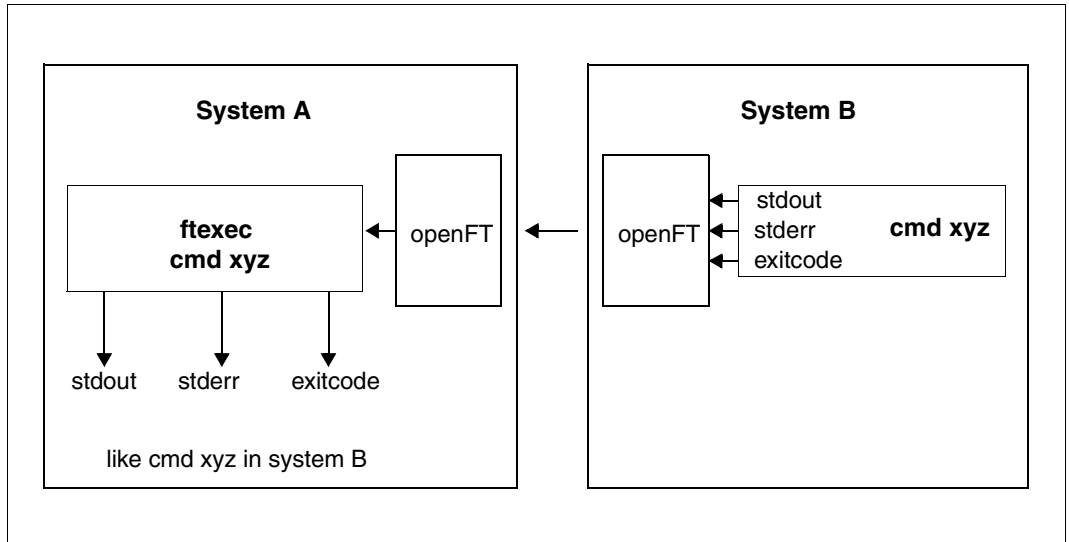 System A
ftexec
cmd xyz
openFT
stdout
stderr
exitcode
like cmd xyz in system B
System B
openFT
stdout
stderr
exitcode
cmd xyz